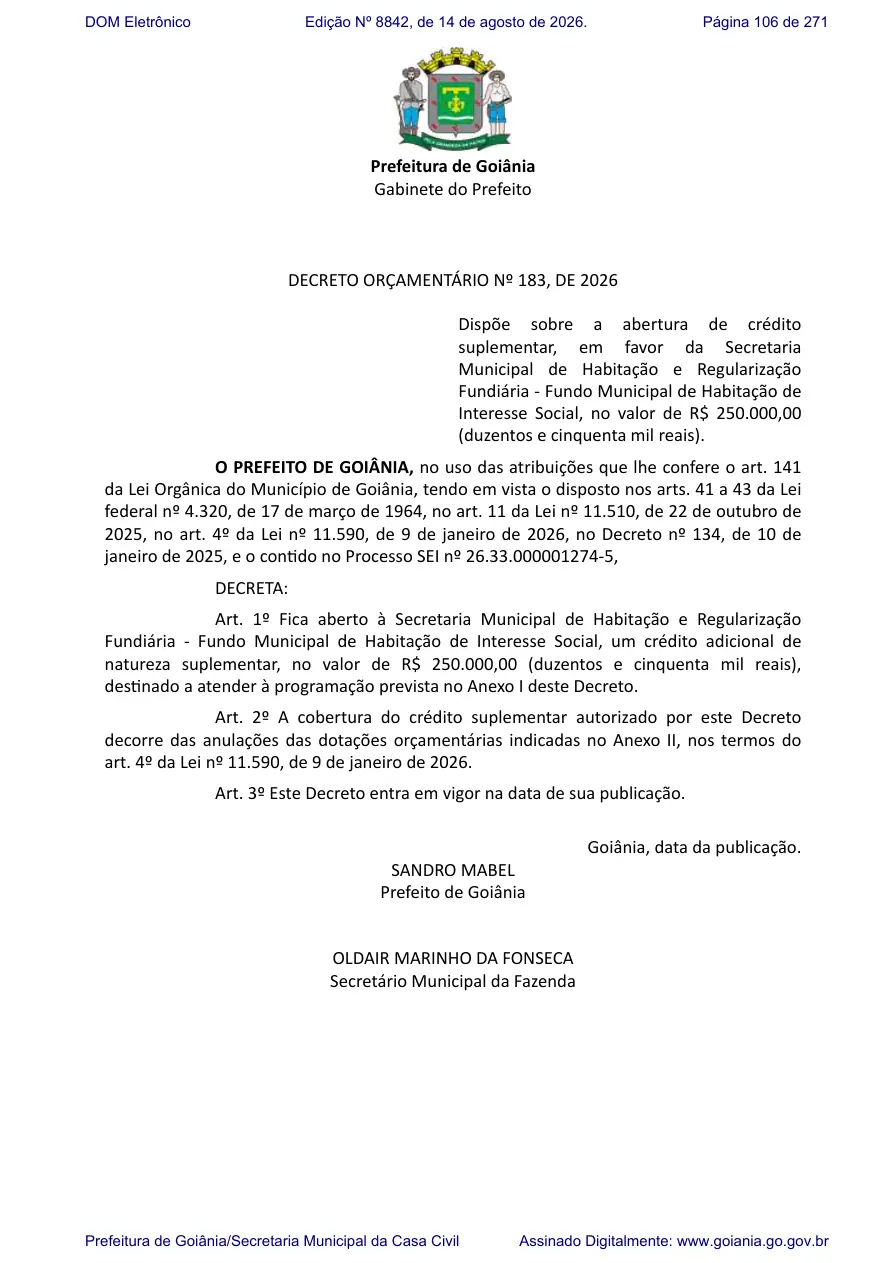 DOM Eletrônico Edição Nº 8842, de 14 de agosto de 2026. Página 106 de 271
Prefeitura de Goiânia
Gabinete do Prefeito
DECRETO ORÇAMENTÁRIO Nº 183, DE 2026
Dispõe sobre a abertura de crédito
suplementar, em favor da Secretaria
Municipal de Habitação e Regularização
Fundiária - Fundo Municipal de Habitação de
Interesse Social, no valor de R$ 250.000,00
(duzentos e cinquenta mil reais).
O PREFEITO DE GOIÂNIA, no uso das atribuições que lhe confere o art. 141
da Lei Orgânica do Município de Goiânia, tendo em vista o disposto nos arts. 41 a 43 da Lei
federal nº 4.320, de 17 de março de 1964, no art. 11 da Lei nº 11.510, de 22 de outubro de
2025, no art. 4º da Lei nº 11.590, de 9 de janeiro de 2026, no Decreto nº 134, de 10 de
janeiro de 2025, e o contido no Processo SEI nº 26.33.000001274-5,
DECRETA:
Art. 1º Fica aberto à Secretaria Municipal de Habitação e Regularização
Fundiária - Fundo Municipal de Habitação de Interesse Social, um crédito adicional de
natureza suplementar, no valor de R$ 250.000,00 (duzentos e cinquenta mil reais),
destinado a atender à programação prevista no Anexo I deste Decreto.
Art. 2º A cobertura do crédito suplementar autorizado por este Decreto
decorre das anulações das dotações orçamentárias indicadas no Anexo II, nos termos do
art. 4º da Lei nº 11.590, de 9 de janeiro de 2026.
Art. 3º Este Decreto entra em vigor na data de sua publicação.
Goiânia, data da publicação.
SANDRO MABEL
Prefeito de Goiânia
OLDAIR MARINHO DA FONSECA
Secretário Municipal da Fazenda
Prefeitura de Goiânia/Secretaria Municipal da Casa Civil Assinado Digitalmente: www.goiania.go.gov.br